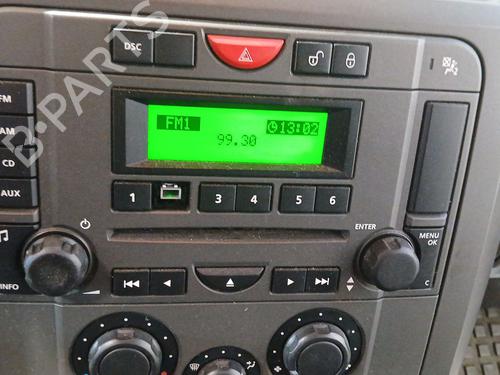 B-PARTS
DSC
FM
AM
CD
AUX
INFO
FM1 13:02
99.30
1 3 4 5 6
ENTER
MENU
OK
C